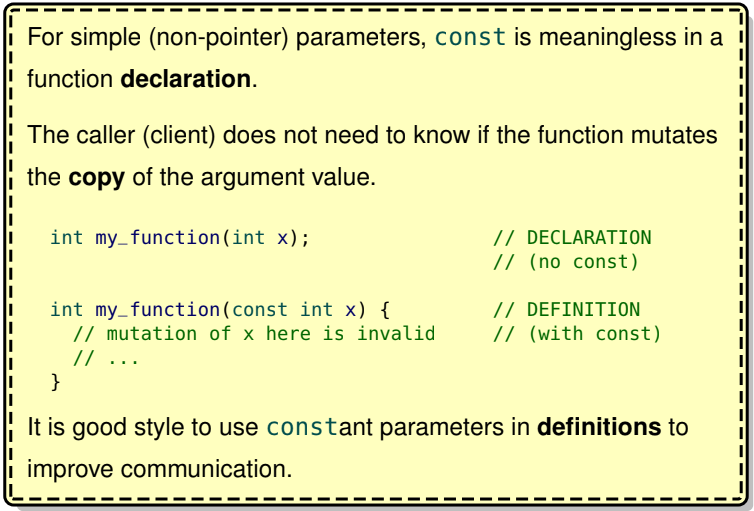 For simple (non-pointer) parameters, const is meaningless in a
function declaration.
The caller (client) does not need to know if the function mutates
the copy of the argument value.
int my_function(int x);                // DECLARATION
                                       // (no const)
int my_function(const int x) {         // DEFINITION
  // mutation of x here is invalid     // (with const)
  // ...
}
It is good style to use constant parameters in definitions to
improve communication.